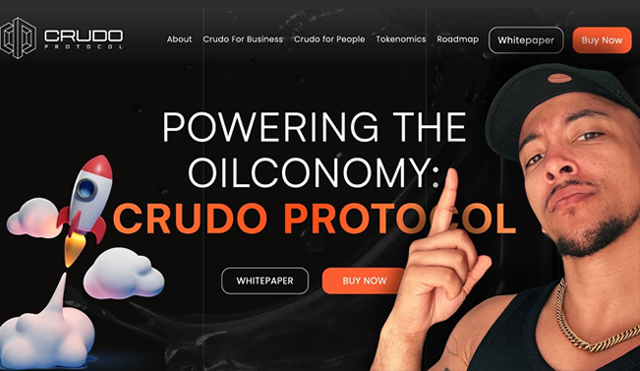 CRUDO
PROTOCOL
About Crudo For Business Crudo for People Tokenomics Roadmap Whitepaper Buy Now
POWERING THE
OILCONOMY:
CRUDO PROTOCOL
WHITEPAPER BUY NOW